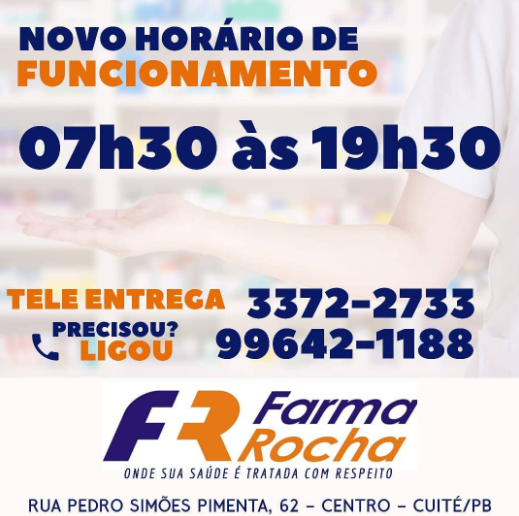 NOVO HORÁRIO DE
FUNCIONAMENTO
07h30 às 19h30
TELE ENTREGA 3372-2733
PRECISOU?
LIGOU 99642-1188
FR Farma
Rocha
ONDE SUA SAÚDE É TRATADA COM RESPEITO
RUA PEDRO SIMÕES PIMENTA, 62 - CENTRO - CUITÉ/PB